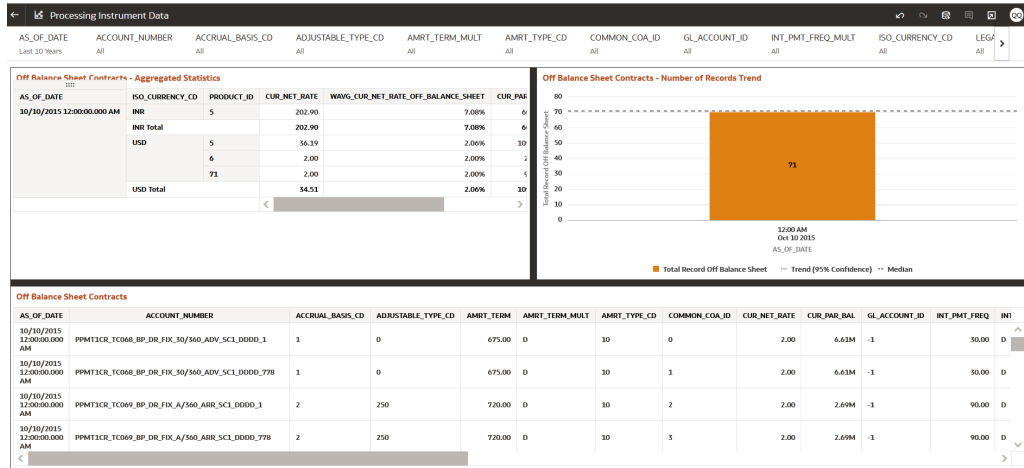 Processing Instrument Data
QQ
AS_OF_DATE ACCOUNT_NUMBER ACCRUAL_BASIS_CD ADJUSTABLE_TYPE_CD AMRT_TERM_MULT AMRT_TYPE_CD COMMON_COA_ID GL_ACCOUNT_ID INT_PMT_FREQ_MULT ISO_CURRENCY_CD
Last 10 Years All All All All All All All All All All
Off Balance Sheet Contracts - Aggregated Statistics
AS_OF_DATE ISO_CURRENCY_CD PRODUCT_ID CUR_NET_RATE WAVG_CUR_NET_RATE_OFF_BALANCE_SHEET
10/10/2015 12:00:00.000 AM INR 5 202.90 7.08%
INR Total 202.90 7.08%
USD 5 36.19 2.06%
6 2.00 2.00%
71 2.00 2.00%
USD Total 34.51 2.06%
Off Balance Sheet Contracts - Number of Records Trend
Total Record Off Balance Sheet
80
70
60
50
40
30
20
10
0
71
12:00 AM
Oct 10 2015
AS_OF_DATE
Total Record Off Balance Sheet Trend (95% Confidence) Median
Off Balance Sheet Contracts
AS_OF_DATE ACCOUNT_NUMBER ACCRUAL_BASIS_CD ADJUSTABLE_TYPE_CD AMRT_TERM AMRT_TERM_MULT AMRT_TYPE_CD COMMON_COA_ID CUR_NET_RATE CUR_PAR_BAL GL_ACCOUNT_ID INT_PMT_FREQ
10/10/2015
12:00:00.000
AM
PPMT1CR_TC068_BP_DR_FIX_30/360_ADV_SC1_DDDD_1 1 0 675.00 D 10 0 2.00 6.61M -1 30.00 D
10/10/2015
12:00:00.000
AM
PPMT1CR_TC068_BP_DR_FIX_30/360_ADV_SC1_DDDD_778 1 0 675.00 D 10 1 2.00 6.61M -1 30.00 D
10/10/2015
12:00:00.000
AM
PPMT1CR_TC069_BP_DR_FIX_A/360_ARR_SC1_DDDD_1 2 250 720.00 D 10 2 2.00 2.69M -1 90.00 D
10/10/2015
12:00:00.000
AM
PPMT1CR_TC069_BP_DR_FIX_A/360_ARR_SC1_DDDD_778 2 250 720.00 D 10 3 2.00 2.69M -1 90.00 D